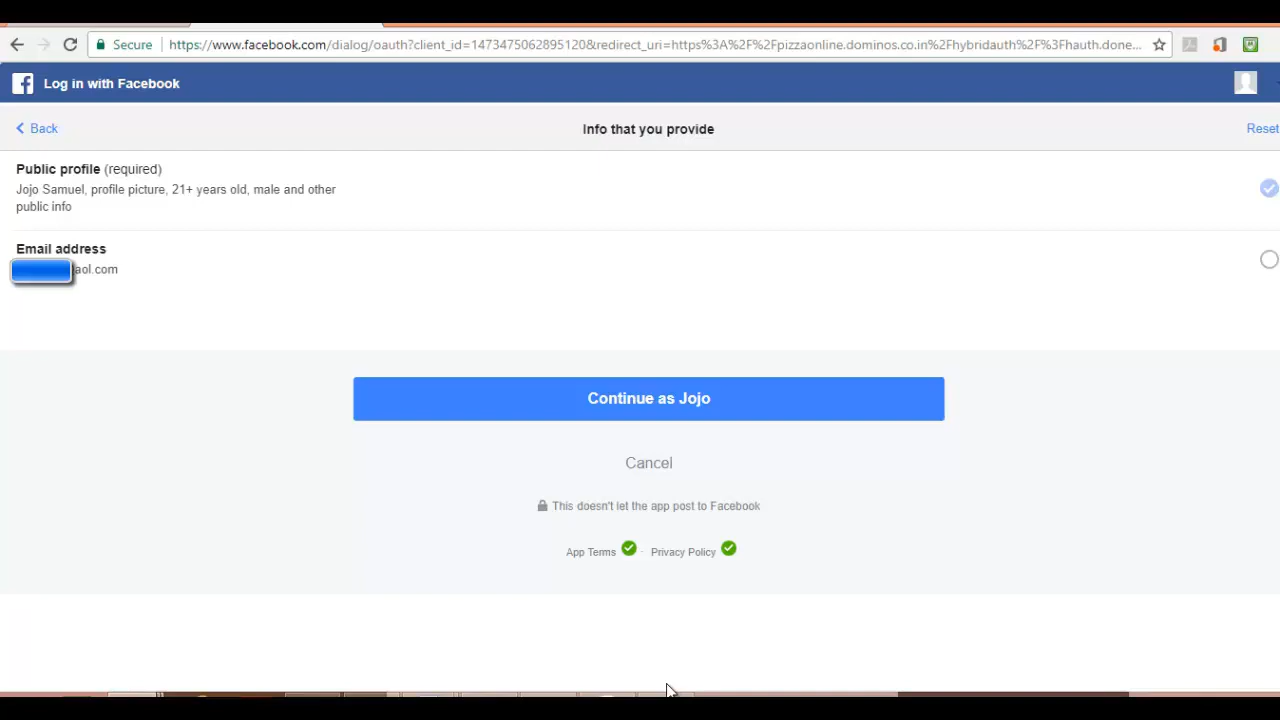 Secure
https://www.facebook.com/dialog/oauth?client_id=1473475062895120&redirect_uri=https%3A%2F%2Fpizzaonline.dominos.co.in%2Fhybridauth%2F%3Fhauth.done...
f Log in with Facebook
Back
Info that you provide
Reset
Public profile (required)
Jojo Samuel, profile picture, 21+ years old, male and other
public info
Email address
aol.com
Continue as Jojo
Cancel
This doesn't let the app post to Facebook
App Terms · Privacy Policy